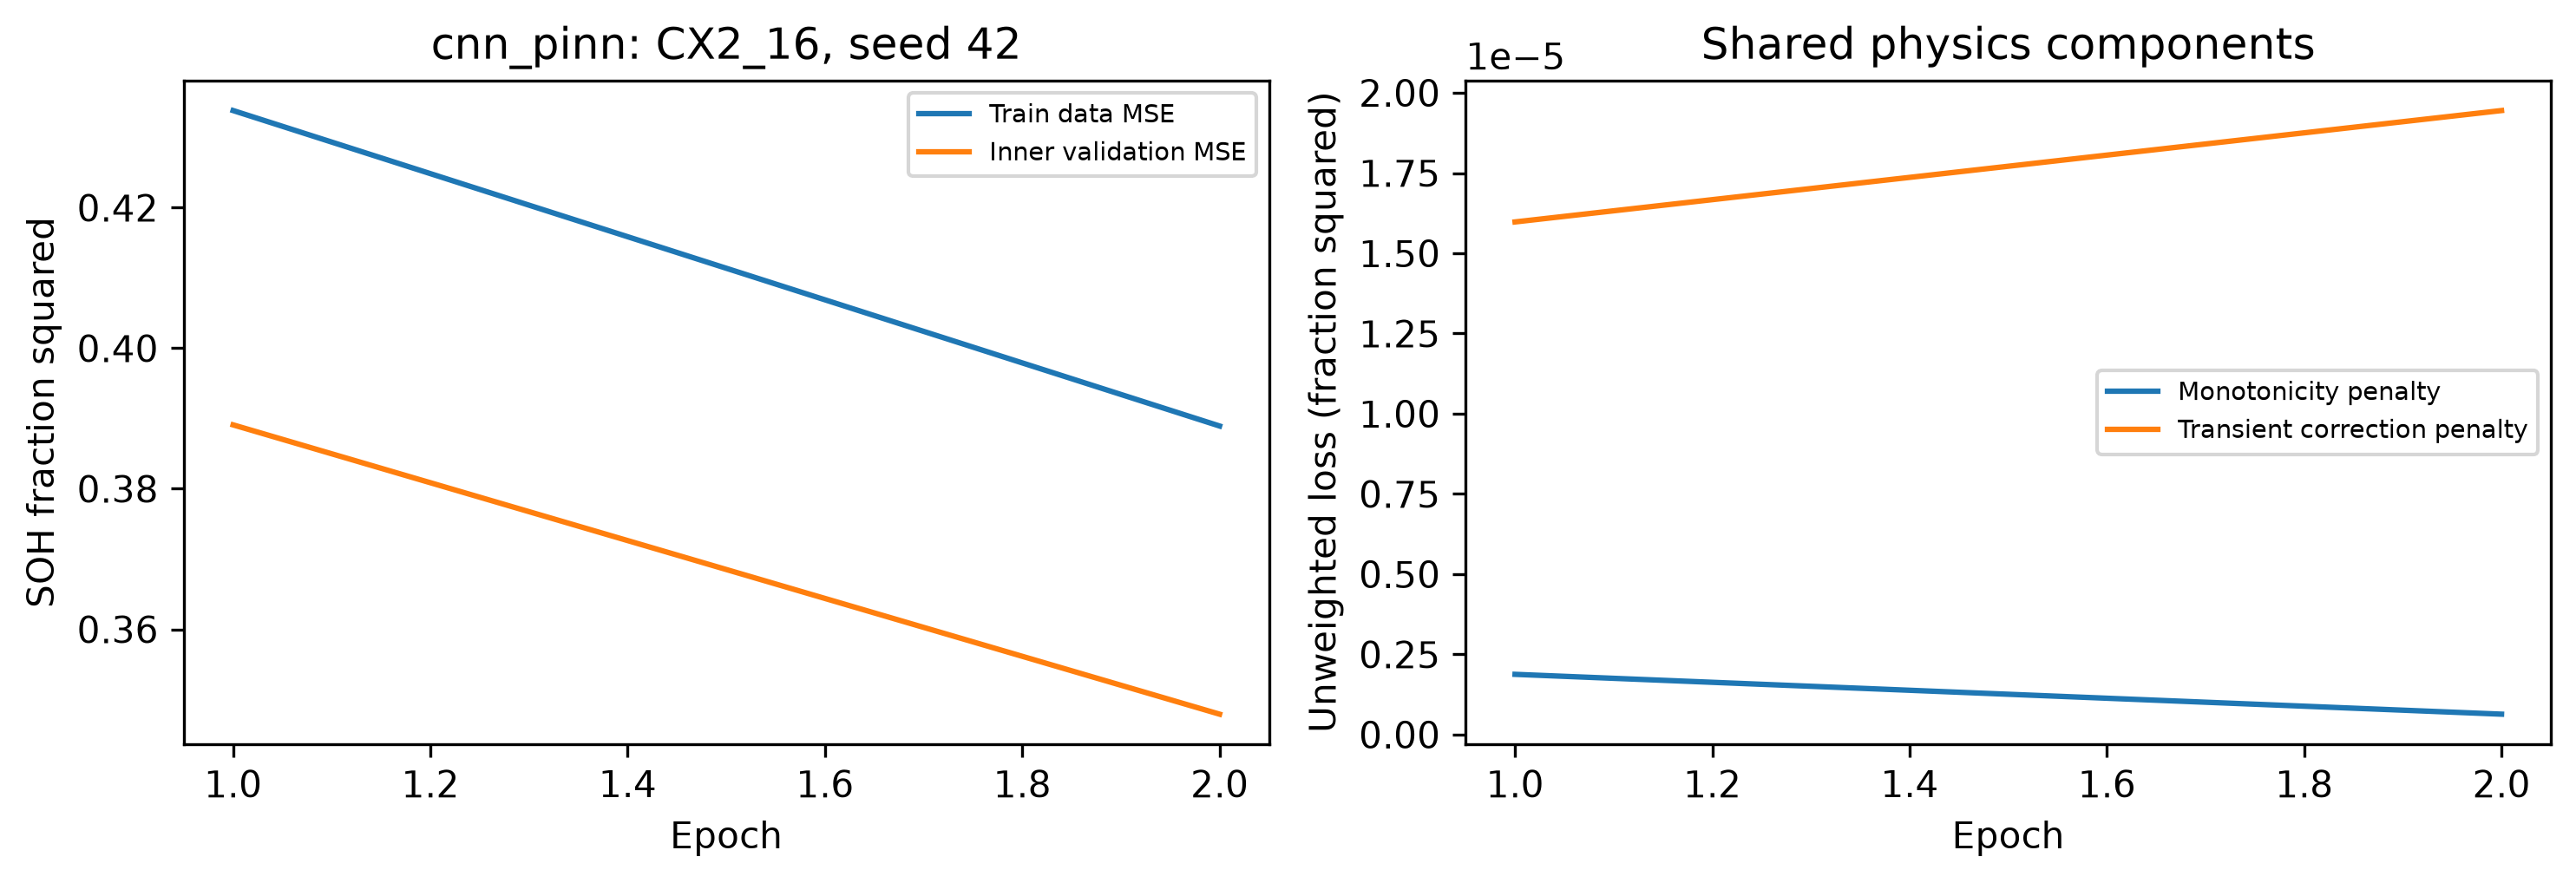 cnn_pinn: CX2_16, seed 42
Train data MSE
Inner validation MSE
SOH fraction squared
0.42
0.40
0.38
0.36
1.0 1.2 1.4 1.6 1.8 2.0
Epoch
Shared physics components
1e−5
Monotonicity penalty
Transient correction penalty
Unweighted loss (fraction squared)
2.00
1.75
1.50
1.25
1.00
0.75
0.50
0.25
0.00
1.0 1.2 1.4 1.6 1.8 2.0
Epoch